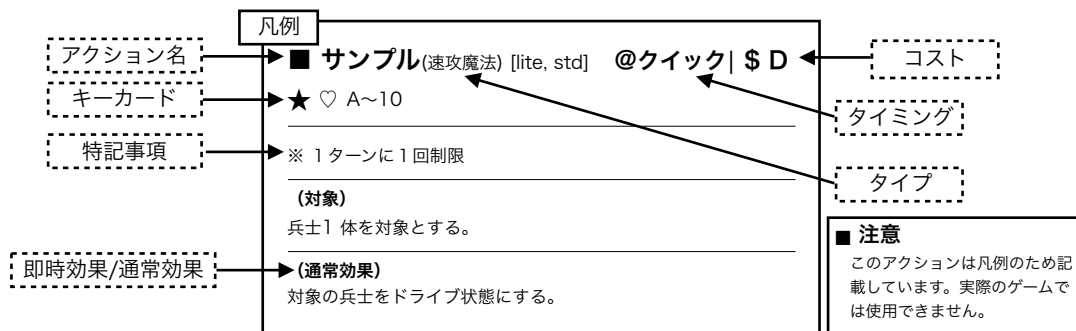 凡例
アクション名
■ サンプル(速攻魔法) [lite, std] @クイック| $ D
コスト
キーカード
★ ♡ A〜10
タイミング
特記事項
※ 1ターンに1回制限
タイプ
(対象)
兵士1 体を対象とする。
即時効果/通常効果
(通常効果)
対象の兵士をドライブ状態にする。
■ 注意
このアクションは凡例のため記
載しています。実際のゲームで
は使用できません。